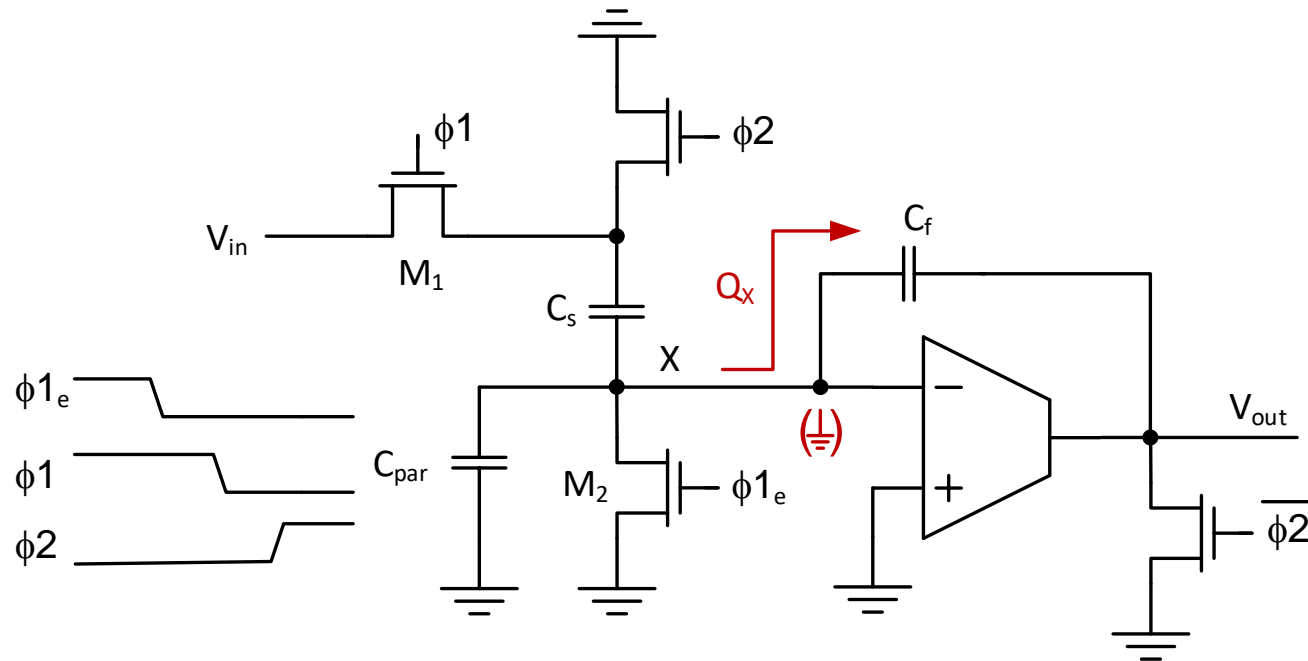 ϕ1
ϕ2
V_in
M_1
C_f
Q_X
C_s
X
ϕ1_e
−
V_out
C_par
M_2
ϕ1_e
ϕ1
+
ϕ2
ϕ2̅